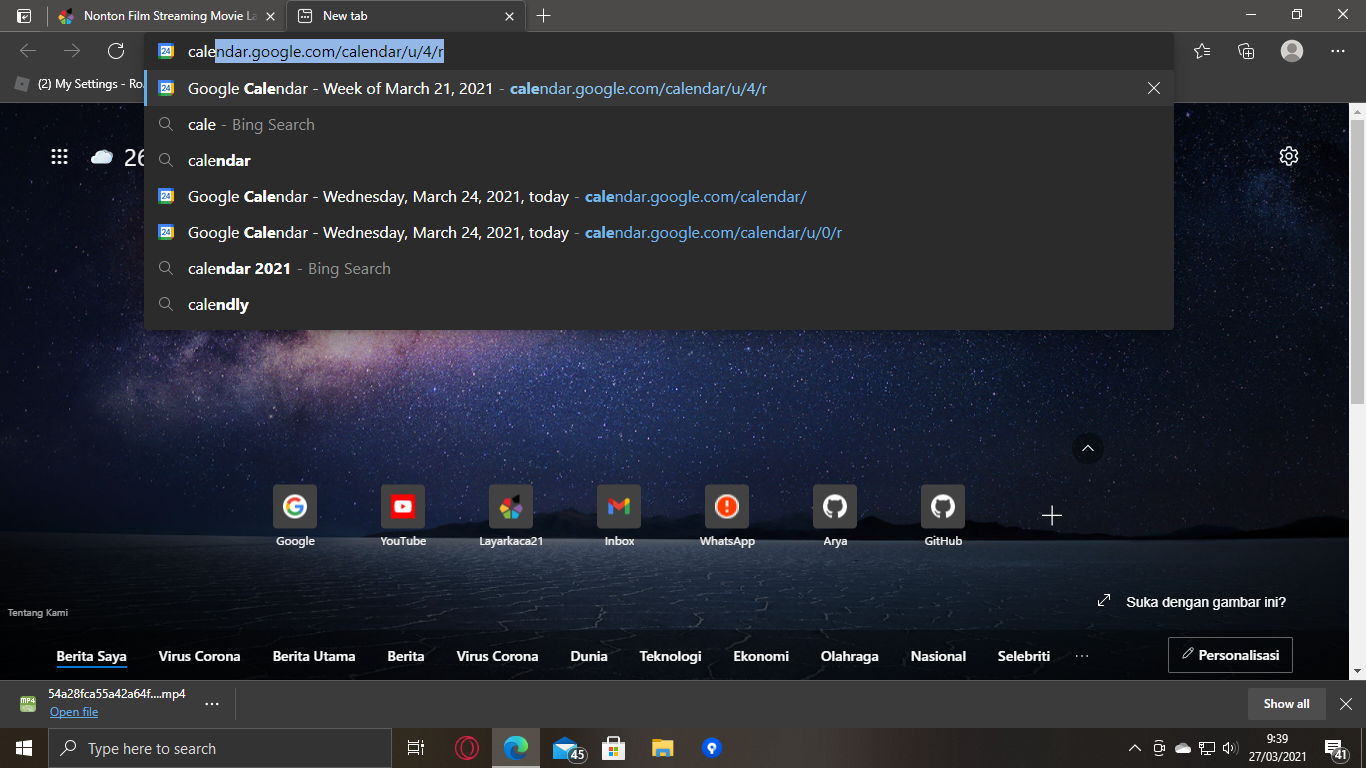 Nonton Film Streaming Movie La
New tab
calendar.google.com/calendar/u/4/r
(2) My Settings - Ro
24 Google Calendar - Week of March 21, 2021 - calendar.google.com/calendar/u/4/r
cale - Bing Search
calendar
24 Google Calendar - Wednesday, March 24, 2021, today - calendar.google.com/calendar/
24 Google Calendar - Wednesday, March 24, 2021, today - calendar.google.com/calendar/u/0/r
calendar 2021 - Bing Search
calendly
26
Google YouTube Layarkaca21 Inbox WhatsApp Arya GitHub
Suka dengan gambar ini?
Tentang Kami
Berita Saya Virus Corona Berita Utama Berita Virus Corona Dunia Teknologi Ekonomi Olahraga Nasional Selebriti ... Personalisasi
MP4 54a28fca55a42a64f....mp4
Open file
Show all
Type here to search
45
9:39
27/03/2021
41